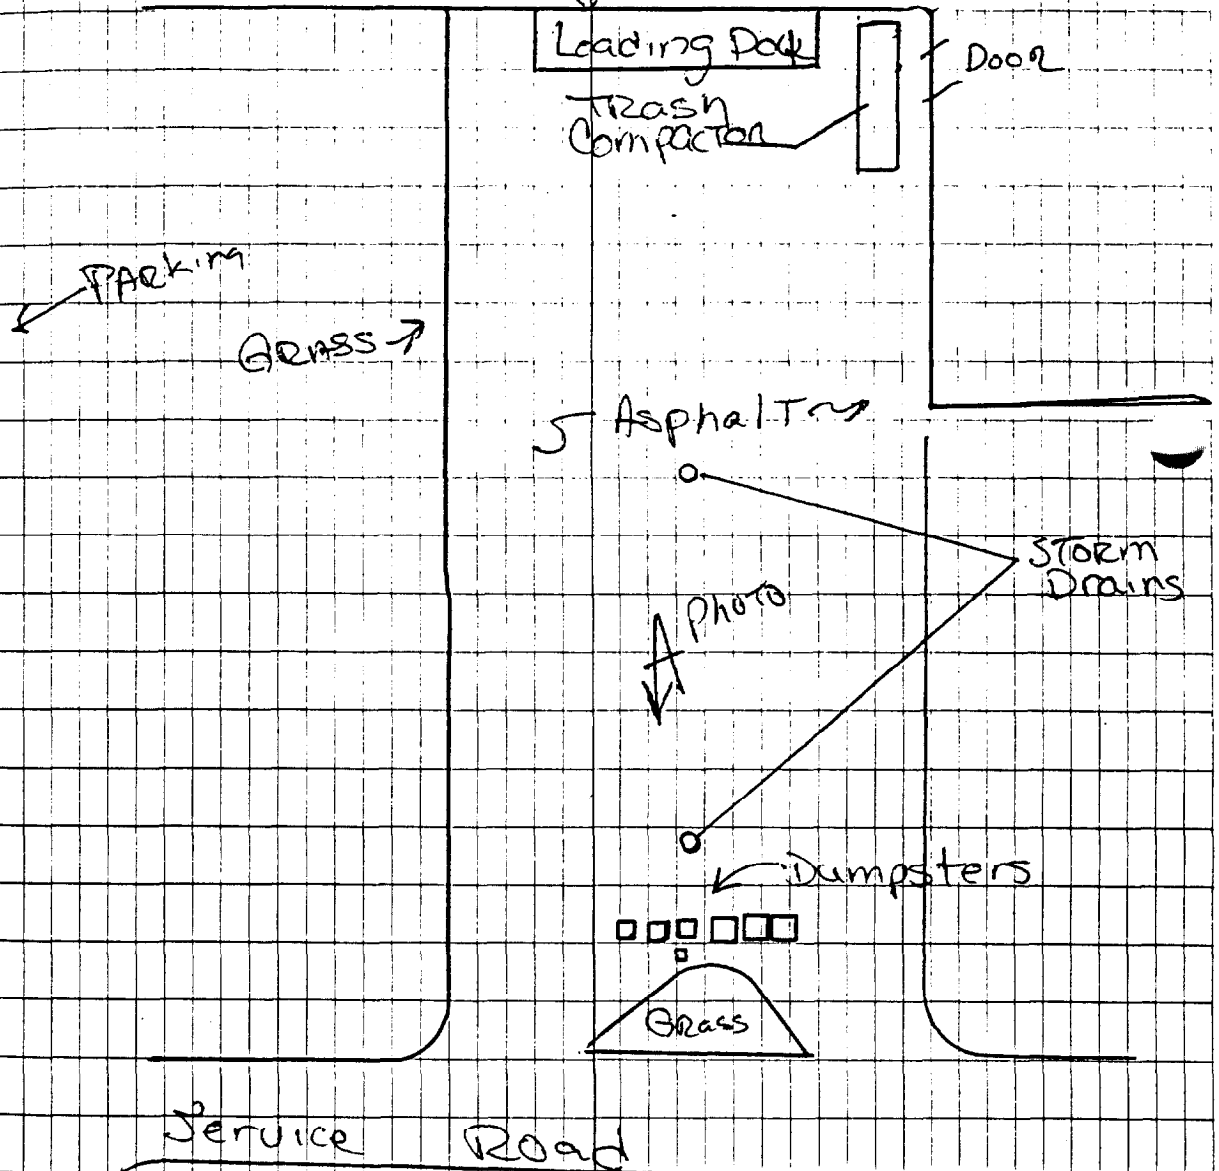 Loading Dock
Door
Trash
Compactor
Parking
Grass
Asphalt
Storm
Drains
Photo
Dumpsters
Grass
Service Road